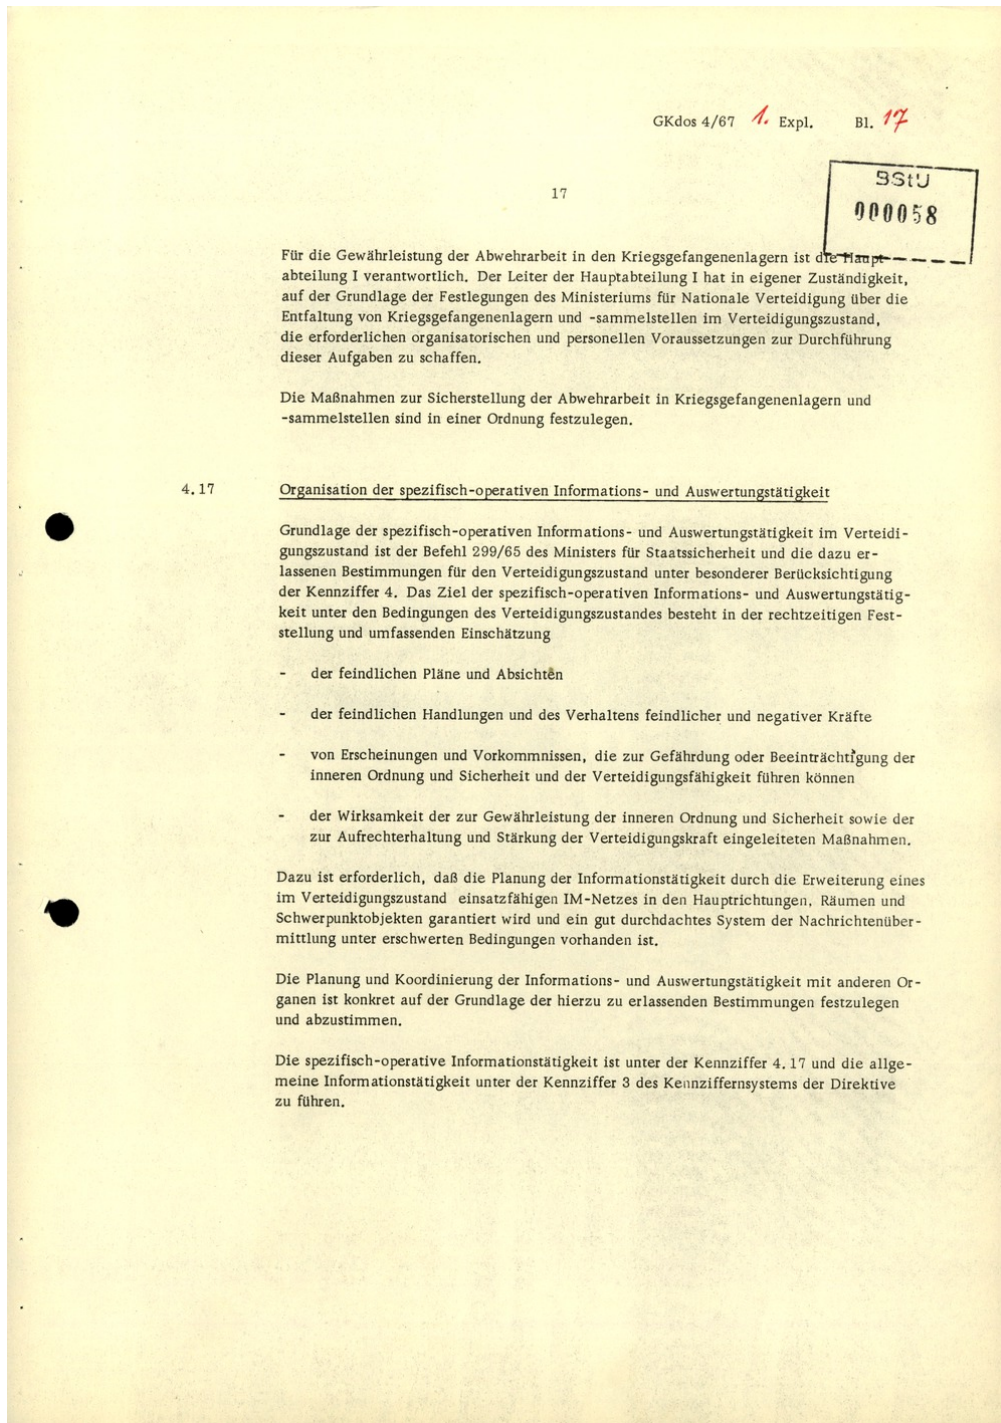 GKdos 4/67 1. Expl. Bl. 17
BStU
000058
17
Für die Gewährleistung der Abwehrarbeit in den Kriegsgefangenenlagern ist die Haupt-
abteilung I verantwortlich. Der Leiter der Hauptabteilung I hat in eigener Zuständigkeit,
auf der Grundlage der Festlegungen des Ministeriums für Nationale Verteidigung über die
Entfaltung von Kriegsgefangenenlagern und -sammelstellen im Verteidigungszustand,
die erforderlichen organisatorischen und personellen Voraussetzungen zur Durchführung
dieser Aufgaben zu schaffen.
Die Maßnahmen zur Sicherstellung der Abwehrarbeit in Kriegsgefangenenlagern und
-sammelstellen sind in einer Ordnung festzulegen.
4.17 Organisation der spezifisch-operativen Informations- und Auswertungstätigkeit
Grundlage der spezifisch-operativen Informations- und Auswertungstätigkeit im Verteidi-
gungszustand ist der Befehl 299/65 des Ministers für Staatssicherheit und die dazu er-
lassenen Bestimmungen für den Verteidigungszustand unter besonderer Berücksichtigung
der Kennziffer 4. Das Ziel der spezifisch-operativen Informations- und Auswertungstätig-
keit unter den Bedingungen des Verteidigungszustandes besteht in der rechtzeitigen Fest-
stellung und umfassenden Einschätzung
- der feindlichen Pläne und Absichten
- der feindlichen Handlungen und des Verhaltens feindlicher und negativer Kräfte
- von Erscheinungen und Vorkommnissen, die zur Gefährdung oder Beeinträchtigung der
inneren Ordnung und Sicherheit und der Verteidigungsfähigkeit führen können
- der Wirksamkeit der zur Gewährleistung der inneren Ordnung und Sicherheit sowie der
zur Aufrechterhaltung und Stärkung der Verteidigungskraft eingeleiteten Maßnahmen.
Dazu ist erforderlich, daß die Planung der Informationstätigkeit durch die Erweiterung eines
im Verteidigungszustand einsatzfähigen IM-Netzes in den Hauptrichtungen, Räumen und
Schwerpunktobjekten garantiert wird und ein gut durchdachtes System der Nachrichtenüber-
mittlung unter erschwerten Bedingungen vorhanden ist.
Die Planung und Koordinierung der Informations- und Auswertungstätigkeit mit anderen Or-
ganen ist konkret auf der Grundlage der hierzu zu erlassenden Bestimmungen festzulegen
und abzustimmen.
Die spezifisch-operative Informationstätigkeit ist unter der Kennziffer 4.17 und die allge-
meine Informationstätigkeit unter der Kennziffer 3 des Kennziffernsystems der Direktive
zu führen.